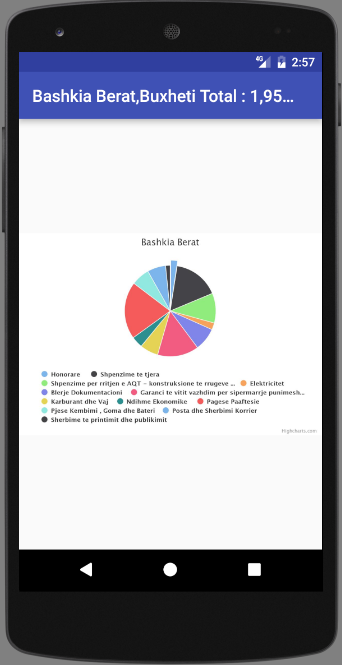 4G 2:57
Bashkia Berat,Buxheti Total : 1,95...
Bashkia Berat
Honorare Shpenzime te tjera
Shpenzime per rritjen e AQT - konstruksione te rrugeve ... Elektricitet
Blerje Dokumentacioni Garanci te vitit vazhdim per sipermarrje punimesh...
Karburant dhe Vaj Ndihme Ekonomike Pagese Paaftesie
Pjese Kembimi , Goma dhe Bateri Posta dhe Sherbimi Korrier
Sherbime te printimit dhe publikimit
Highcharts.com